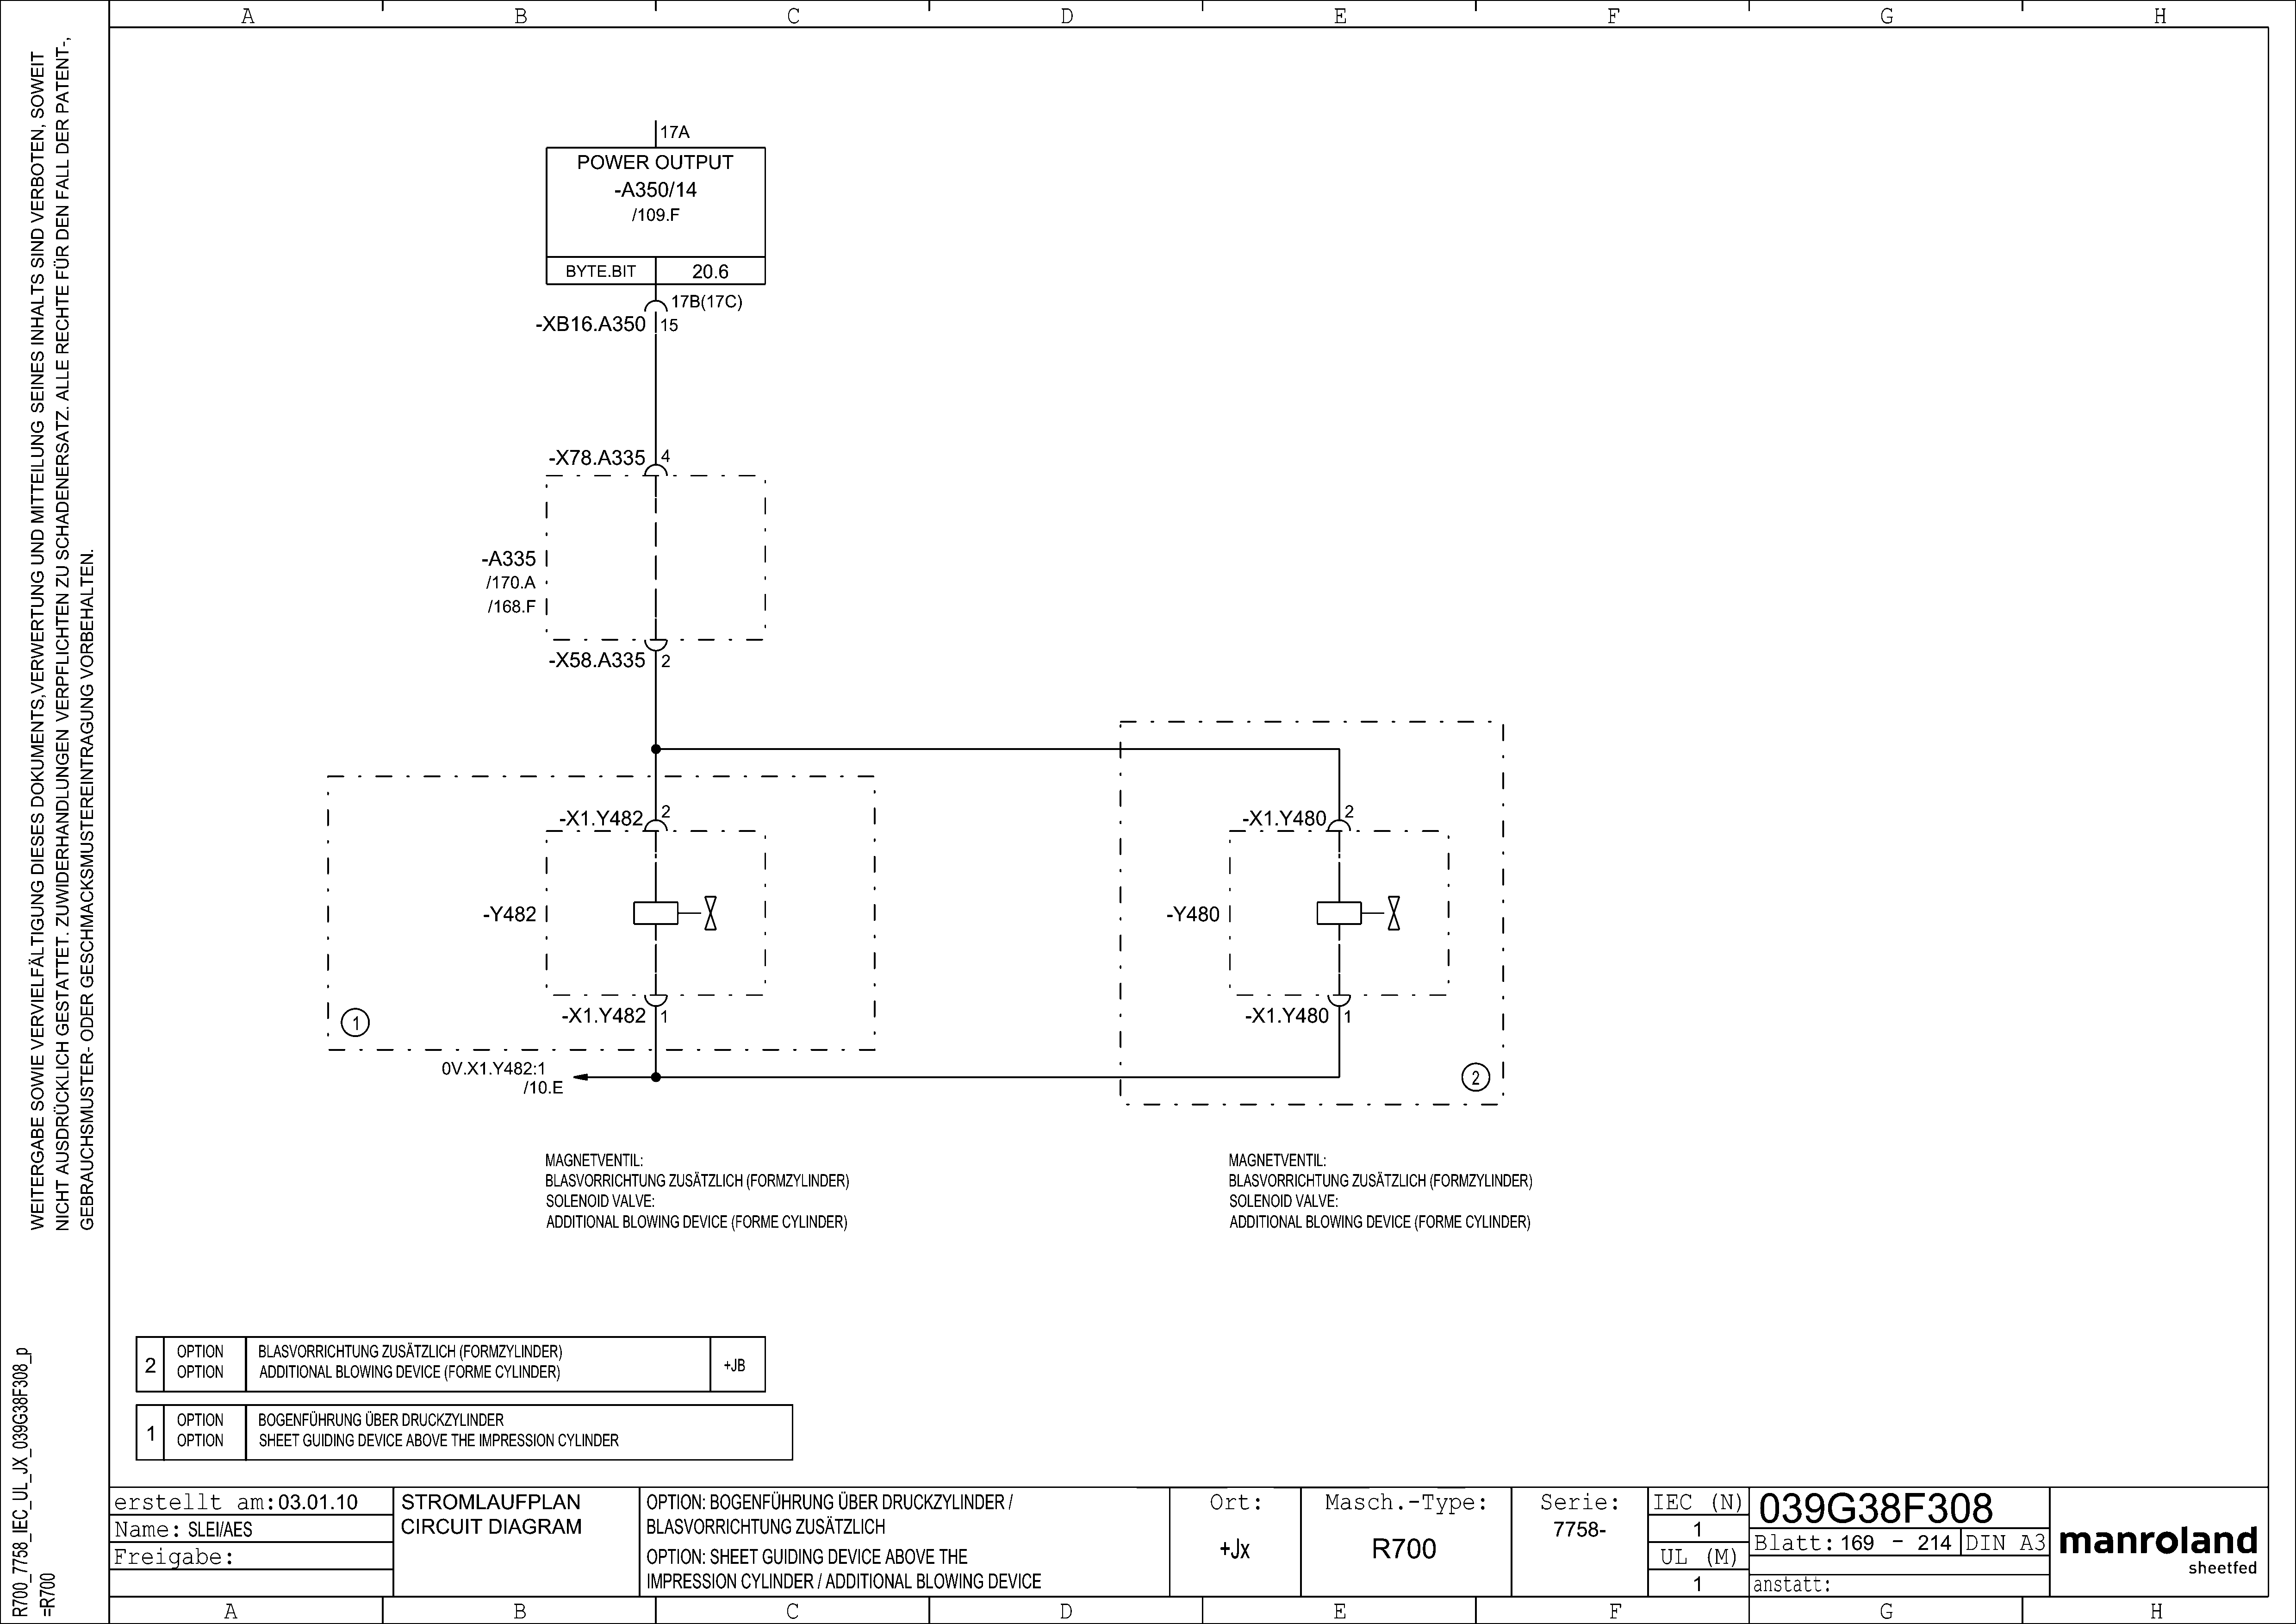 A B C D E F G H
WEITERGABE SOWIE VERVIELFÄLTIGUNG DIESES DOKUMENTS,VERWERTUNG UND MITTEILUNG SEINES INHALTS SIND VERBOTEN, SOWEIT
NICHT AUSDRÜCKLICH GESTATTET. ZUWIDERHANDLUNGEN VERPFLICHTEN ZU SCHADENERSATZ. ALLE RECHTE FÜR DEN FALL DER PATENT-,
GEBRAUCHSMUSTER- ODER GESCHMACKSMUSTEREINTRAGUNG VORBEHALTEN.
R700_7758_IEC_UL_JX_039G38F308_p
=R700
17A
POWER OUTPUT
-A350/14
/109.F
BYTE.BIT 20.6
17B(17C)
-XB16.A350 15
-X78.A335 4
-A335
/170.A
/168.F
-X58.A335 2
-X1.Y482 2
-X1.Y480 2
-Y482
-Y480
-X1.Y482 1
-X1.Y480 1
1
0V.X1.Y482:1
/10.E
2
MAGNETVENTIL:
BLASVORRICHTUNG ZUSÄTZLICH (FORMZYLINDER)
SOLENOID VALVE:
ADDITIONAL BLOWING DEVICE (FORME CYLINDER)
MAGNETVENTIL:
BLASVORRICHTUNG ZUSÄTZLICH (FORMZYLINDER)
SOLENOID VALVE:
ADDITIONAL BLOWING DEVICE (FORME CYLINDER)
2
OPTION BLASVORRICHTUNG ZUSÄTZLICH (FORMZYLINDER)
OPTION ADDITIONAL BLOWING DEVICE (FORME CYLINDER)
+JB
1
OPTION BOGENFÜHRUNG ÜBER DRUCKZYLINDER
OPTION SHEET GUIDING DEVICE ABOVE THE IMPRESSION CYLINDER
erstellt am: 03.01.10
Name: SLEI/AES
Freigabe:
STROMLAUFPLAN
CIRCUIT DIAGRAM
OPTION: BOGENFÜHRUNG ÜBER DRUCKZYLINDER /
BLASVORRICHTUNG ZUSÄTZLICH
OPTION: SHEET GUIDING DEVICE ABOVE THE
IMPRESSION CYLINDER / ADDITIONAL BLOWING DEVICE
Ort:
+Jx
Masch.-Type:
R700
Serie:
7758-
IEC (N)
1
UL (M)
1
039G38F308
Blatt: 169 - 214 DIN A3
anstatt:
manroland
sheetfed
A B C D E F G H